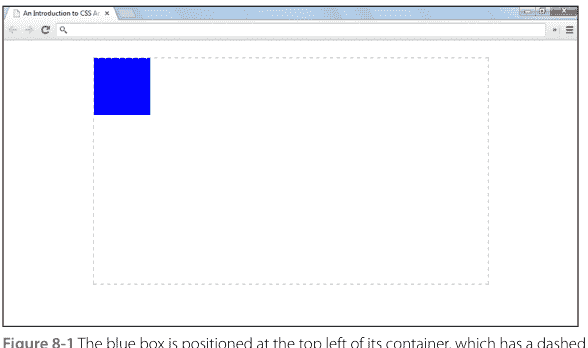 An Introduction to CSS A
Figure 8-1 The blue box is positioned at the top left of its container, which has a dashed